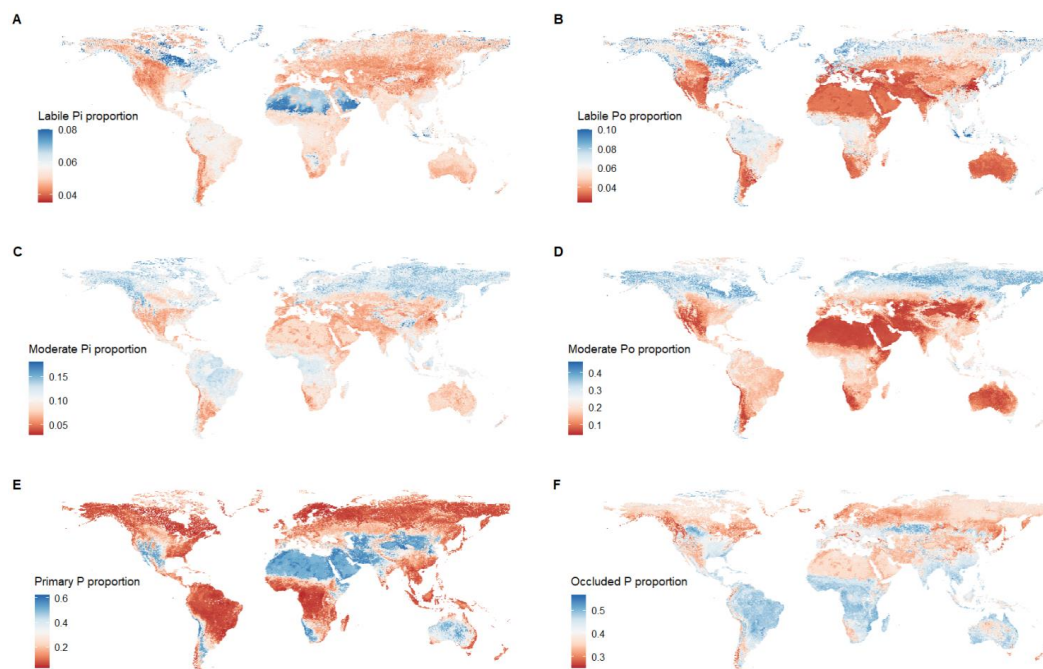 A
Labile Pi proportion
0.08
0.06
0.04
B
Labile Po proportion
0.10
0.08
0.06
0.04
C
Moderate Pi proportion
0.15
0.10
0.05
D
Moderate Po proportion
0.4
0.3
0.2
0.1
E
Primary P proportion
0.6
0.4
0.2
F
Occluded P proportion
0.5
0.4
0.3